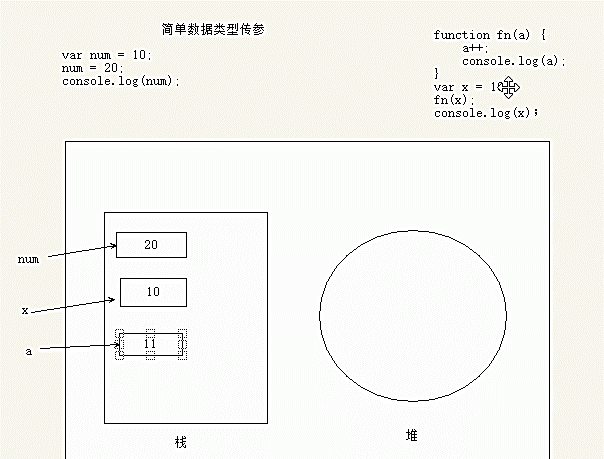 简单数据类型传参
var num = 10;
num = 20;
console.log(num);
function fn(a) {
a++;
console.log(a);
}
var x = 10
fn(x);
console.log(x);
num
20
x
10
a
11
栈
堆